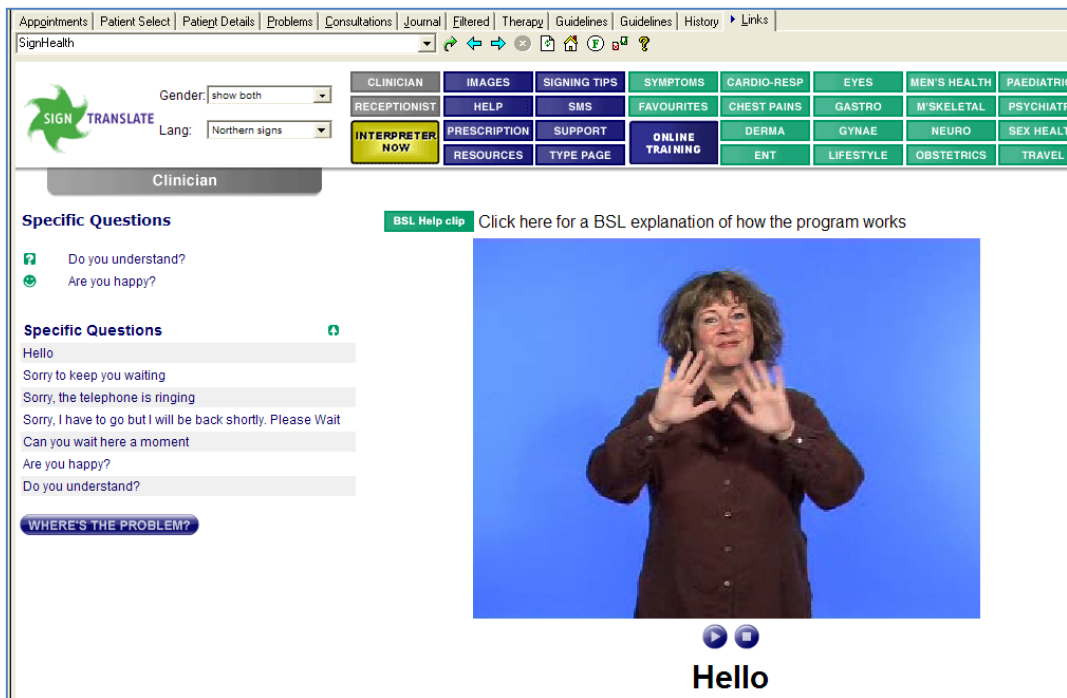 Appointments Patient Select Patient Details Problems Consultations Journal Filtered Therapy Guidelines Guidelines History Links
SignHealth
SIGN TRANSLATE
Gender: show both
Lang: Northern signs
CLINICIAN IMAGES SIGNING TIPS SYMPTOMS CARDIO-RESP EYES MEN'S HEALTH PAEDIATRIC
RECEPTIONIST HELP SMS FAVOURITES CHEST PAINS GASTRO M'SKELETAL PSYCHIATR
INTERPRETER NOW PRESCRIPTION SUPPORT ONLINE TRAINING DERMA GYNAE NEURO SEX HEALT
RESOURCES TYPE PAGE ENT LIFESTYLE OBSTETRICS TRAVEL
Clinician
Specific Questions
BSL Help clip Click here for a BSL explanation of how the program works
Do you understand?
Are you happy?
Specific Questions
Hello
Sorry to keep you waiting
Sorry, the telephone is ringing
Sorry, I have to go but I will be back shortly. Please Wait
Can you wait here a moment
Are you happy?
Do you understand?
WHERE'S THE PROBLEM?
Hello